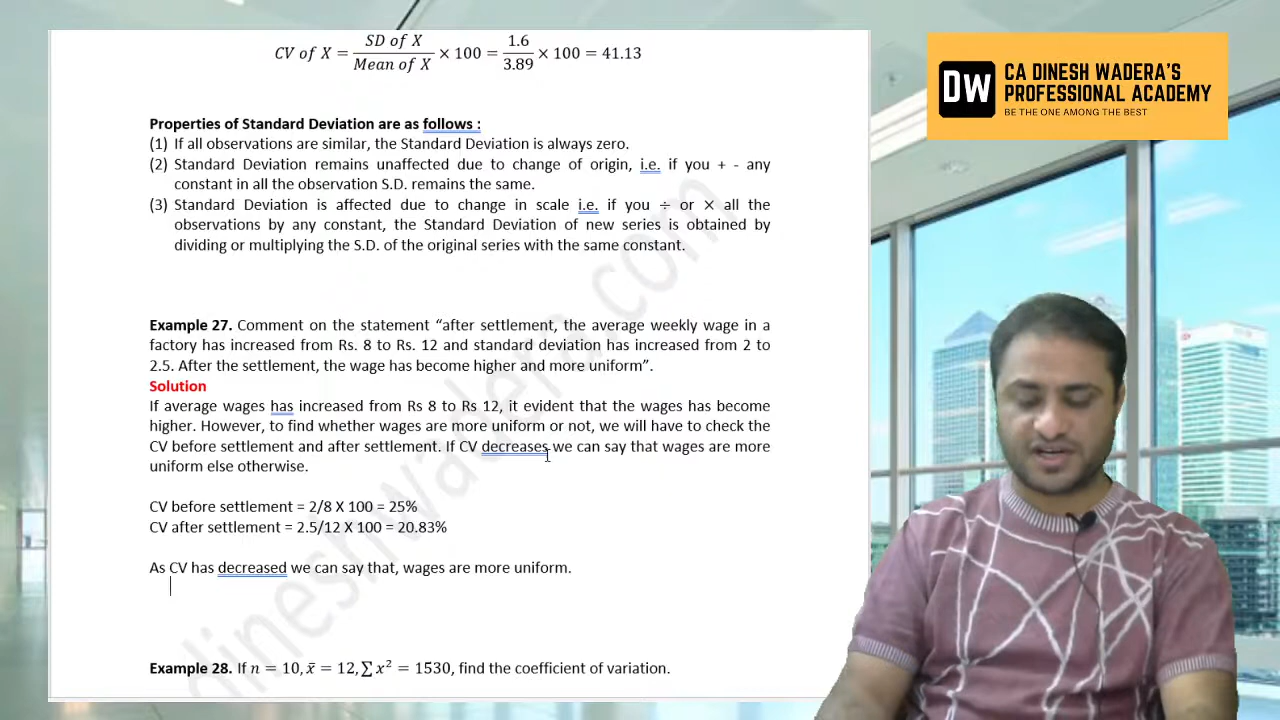 CV of X = SD of X / Mean of X × 100 = 1.6 / 3.89 × 100 = 41.13
DW
CA DINESH WADERA'S
PROFESSIONAL ACADEMY
BE THE ONE AMONG THE BEST
Properties of Standard Deviation are as follows :
(1) If all observations are similar, the Standard Deviation is always zero.
(2) Standard Deviation remains unaffected due to change of origin, i.e. if you + - any
constant in all the observation S.D. remains the same.
(3) Standard Deviation is affected due to change in scale i.e. if you ÷ or × all the
observations by any constant, the Standard Deviation of new series is obtained by
dividing or multiplying the S.D. of the original series with the same constant.
Example 27. Comment on the statement “after settlement, the average weekly wage in a
factory has increased from Rs. 8 to Rs. 12 and standard deviation has increased from 2 to
2.5. After the settlement, the wage has become higher and more uniform”.
Solution
If average wages has increased from Rs 8 to Rs 12, it evident that the wages has become
higher. However, to find whether wages are more uniform or not, we will have to check the
CV before settlement and after settlement. If CV decreases we can say that wages are more
uniform else otherwise.
CV before settlement = 2/8 X 100 = 25%
CV after settlement = 2.5/12 X 100 = 20.83%
As CV has decreased we can say that, wages are more uniform.
Example 28. If n = 10, x̄ = 12, ∑ x² = 1530, find the coefficient of variation.